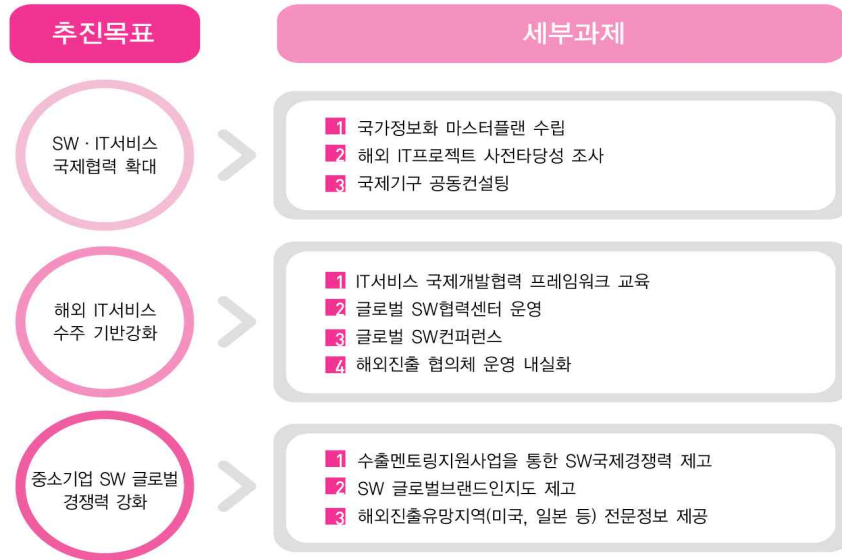 추진목표
세부과제
SW · IT서비스
국제협력 확대
1 국가정보화 마스터플랜 수립
2 해외 IT프로젝트 사전타당성 조사
3 국제기구 공동컨설팅
해외 IT서비스
수주 기반강화
1 IT서비스 국제개발협력 프레임워크 교육
2 글로벌 SW협력센터 운영
3 글로벌 SW컨퍼런스
4 해외진출 협의체 운영 내실화
중소기업 SW 글로벌
경쟁력 강화
1 수출멘토링지원사업을 통한 SW국제경쟁력 제고
2 SW 글로벌브랜드인지도 제고
3 해외진출유망지역(미국, 일본 등) 전문정보 제공